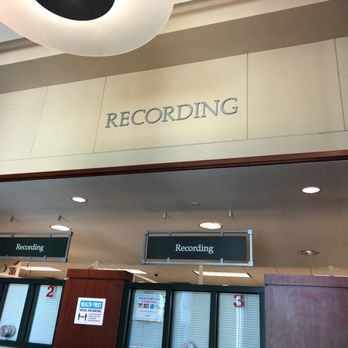 RECORDING
Recording
Recording
2
HEALTH FIRST
3